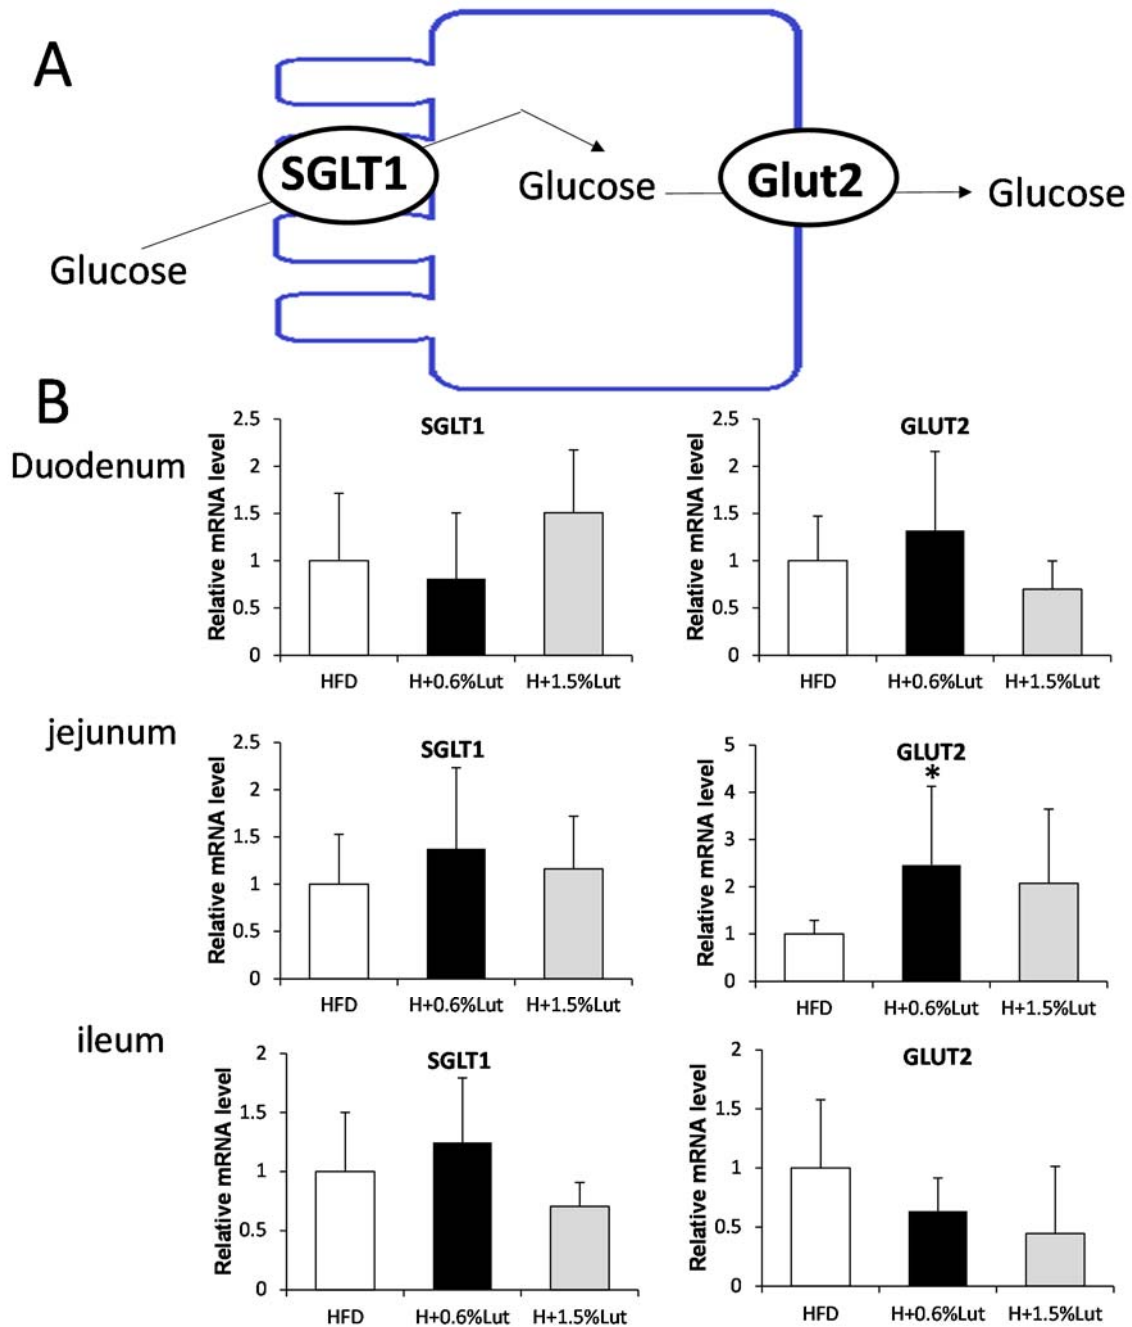 A
SGLT1
Glut2
Glucose
Glucose
Glucose
B
Duodenum
SGLT1
Relative mRNA level
2.5
2
1.5
1
0.5
0
HFD H+0.6%Lut H+1.5%Lut
GLUT2
Relative mRNA level
2.5
2
1.5
1
0.5
0
HFD H+0.6%Lut H+1.5%Lut
jejunum
SGLT1
Relative mRNA level
2.5
2
1.5
1
0.5
0
HFD H+0.6%Lut H+1.5%Lut
GLUT2
*
Relative mRNA level
5
4
3
2
1
0
HFD H+0.6%Lut H+1.5%Lut
ileum
SGLT1
Relative mRNA level
2
1.5
1
0.5
0
HFD H+0.6%Lut H+1.5%Lut
GLUT2
Relative mRNA level
2
1.5
1
0.5
0
HFD H+0.6%Lut H+1.5%Lut